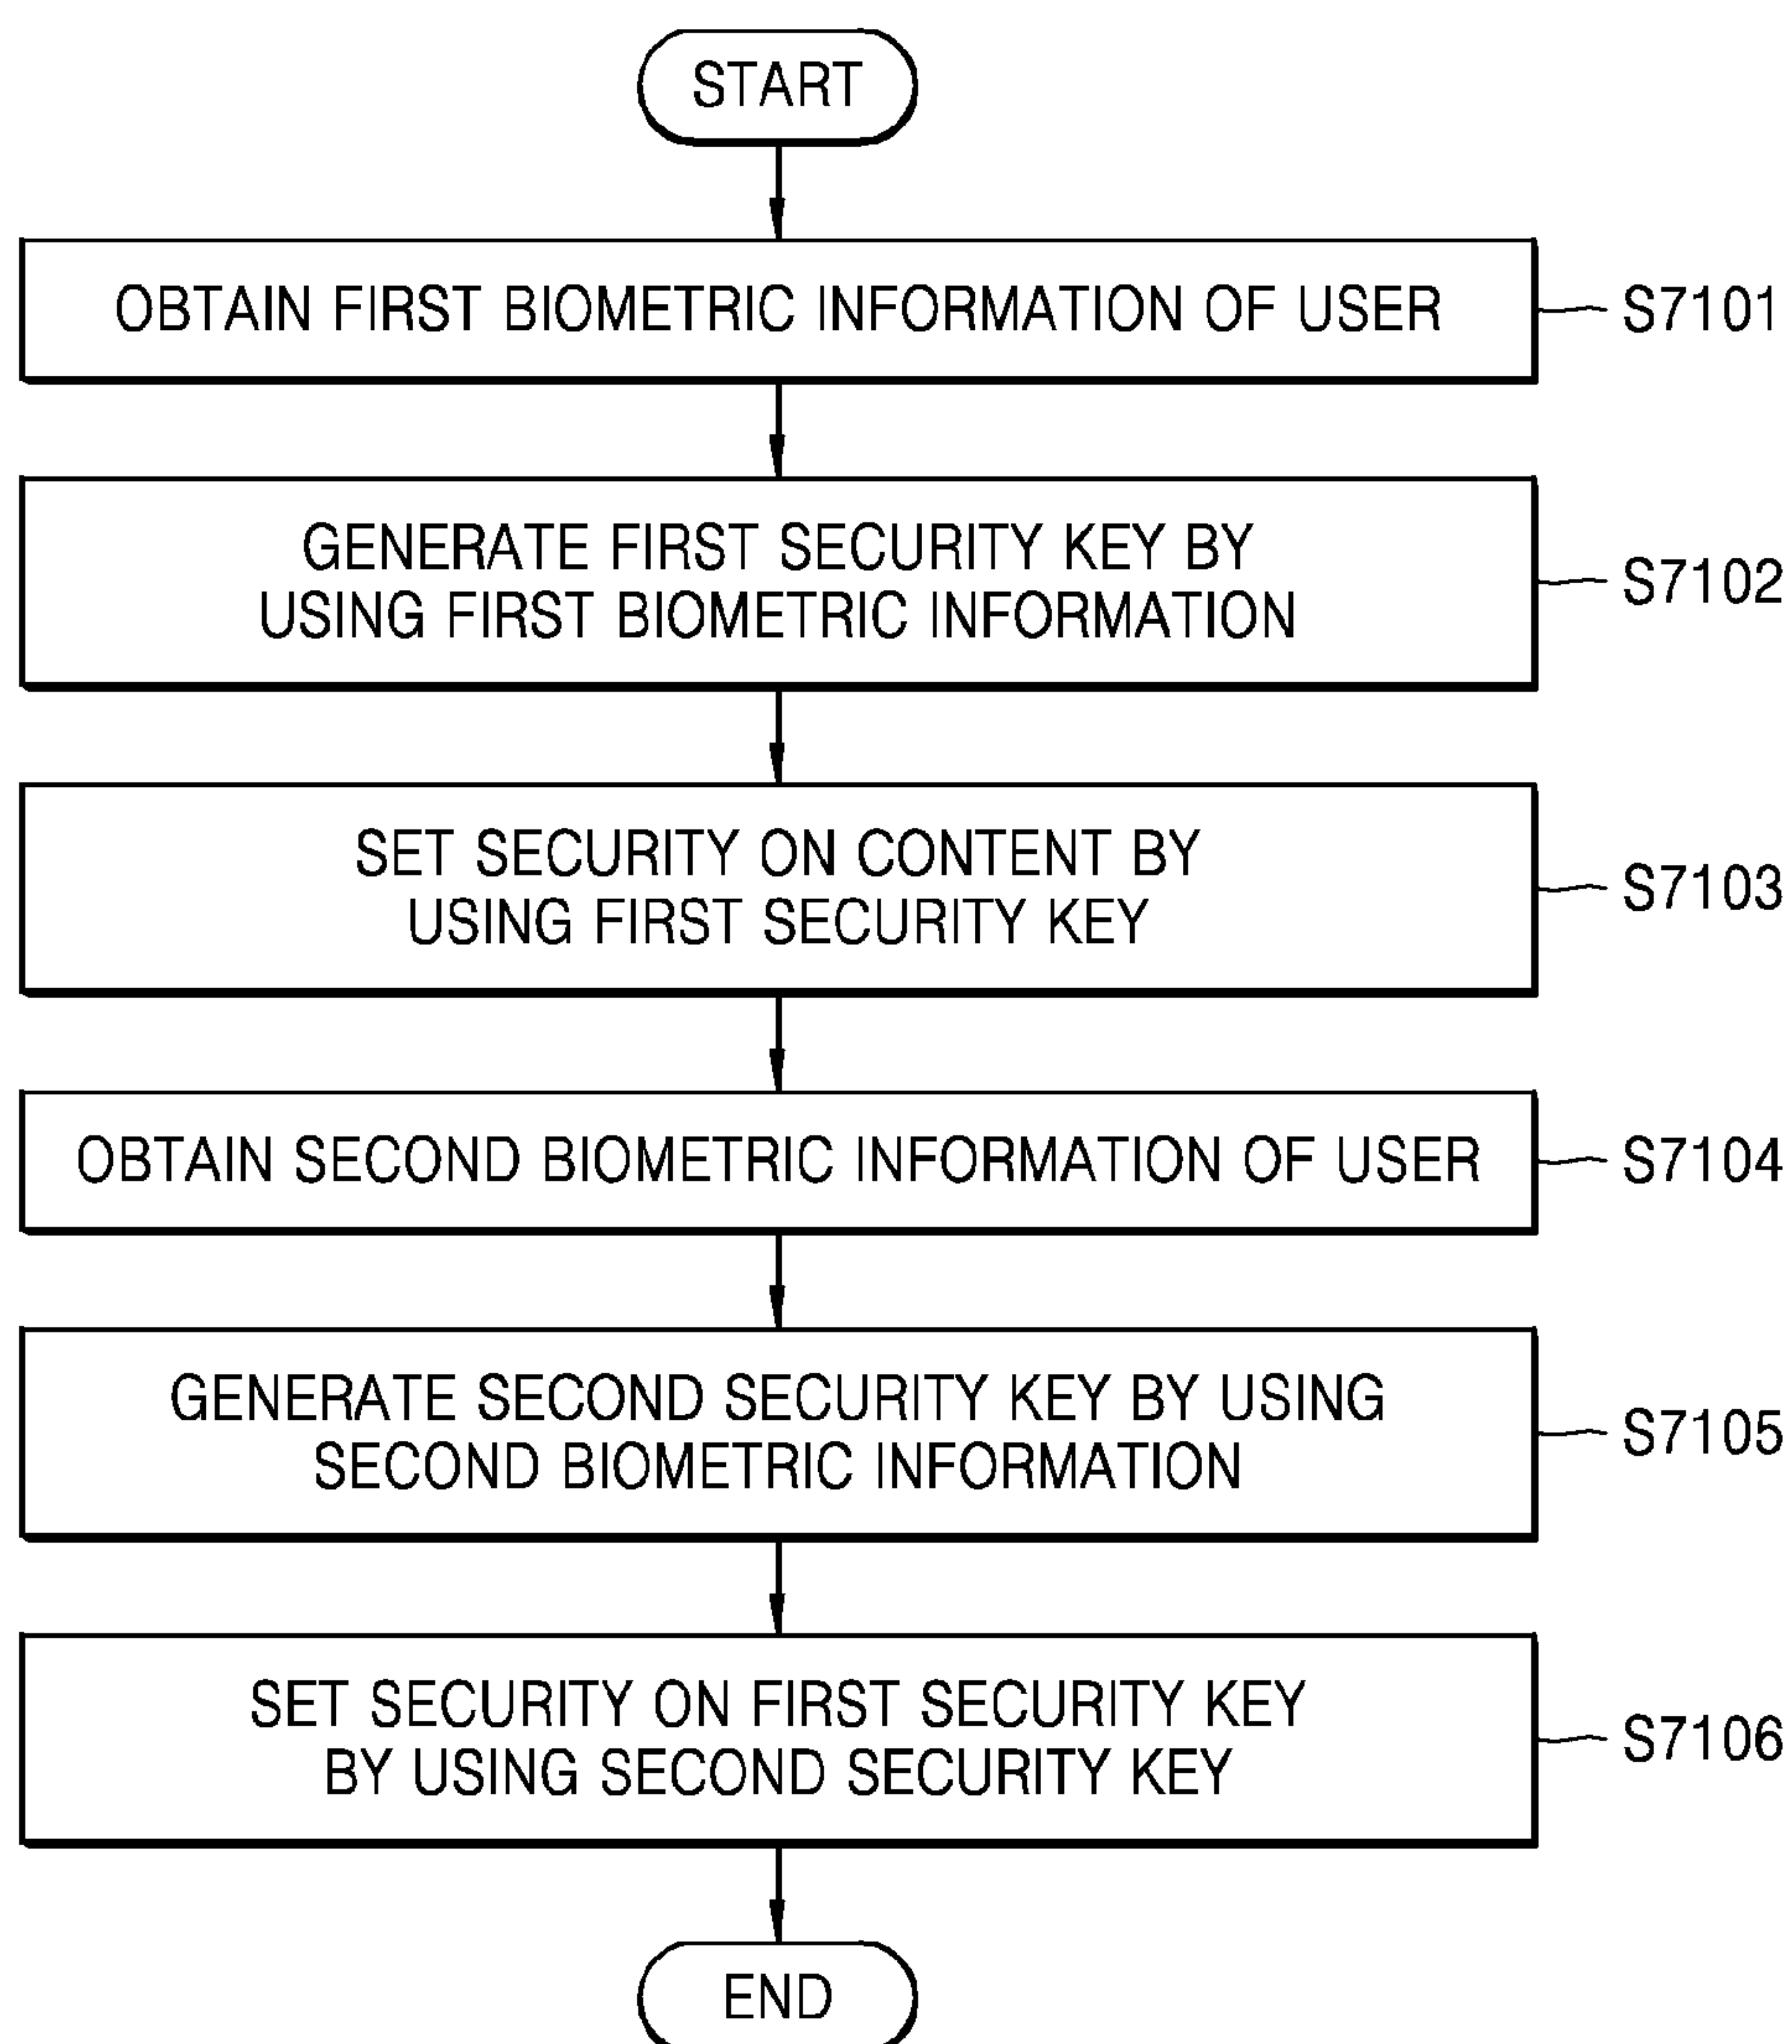 START
OBTAIN FIRST BIOMETRIC INFORMATION OF USER
S7101
GENERATE FIRST SECURITY KEY BY
USING FIRST BIOMETRIC INFORMATION
S7102
SET SECURITY ON CONTENT BY
USING FIRST SECURITY KEY
S7103
OBTAIN SECOND BIOMETRIC INFORMATION OF USER
S7104
GENERATE SECOND SECURITY KEY BY USING
SECOND BIOMETRIC INFORMATION
S7105
SET SECURITY ON FIRST SECURITY KEY
BY USING SECOND SECURITY KEY
S7106
END